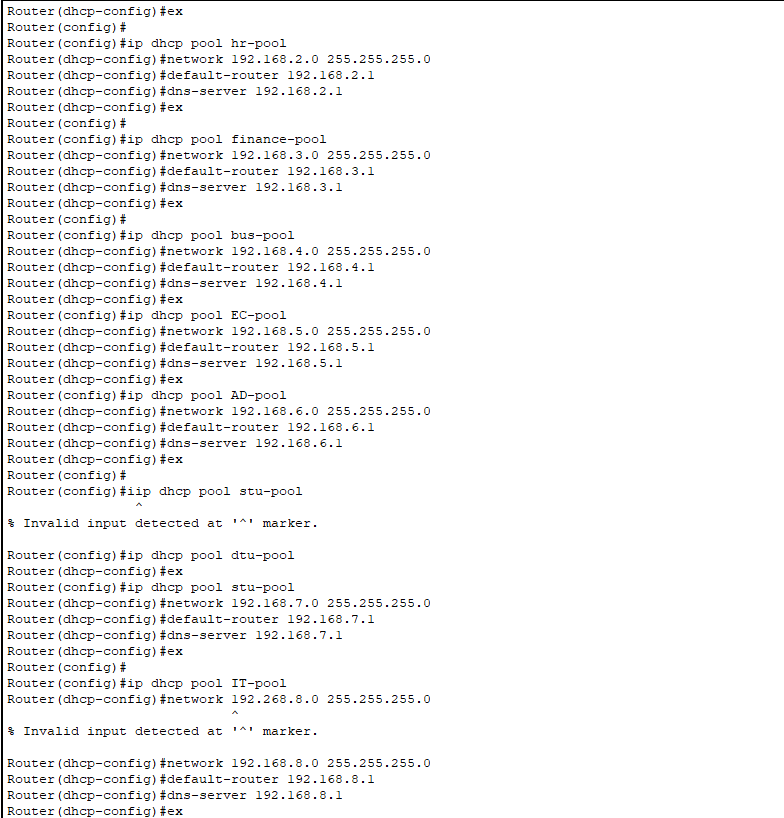 Router(dhcp-config)#ex
Router(config)#
Router(config)#ip dhcp pool hr-pool
Router(dhcp-config)#network 192.168.2.0 255.255.255.0
Router(dhcp-config)#default-router 192.168.2.1
Router(dhcp-config)#dns-server 192.168.2.1
Router(dhcp-config)#ex
Router(config)#
Router(config)#ip dhcp pool finance-pool
Router(dhcp-config)#network 192.168.3.0 255.255.255.0
Router(dhcp-config)#default-router 192.168.3.1
Router(dhcp-config)#dns-server 192.168.3.1
Router(dhcp-config)#ex
Router(config)#
Router(config)#ip dhcp pool bus-pool
Router(dhcp-config)#network 192.168.4.0 255.255.255.0
Router(dhcp-config)#default-router 192.168.4.1
Router(dhcp-config)#dns-server 192.168.4.1
Router(dhcp-config)#ex
Router(config)#ip dhcp pool EC-pool
Router(dhcp-config)#network 192.168.5.0 255.255.255.0
Router(dhcp-config)#default-router 192.168.5.1
Router(dhcp-config)#dns-server 192.168.5.1
Router(dhcp-config)#ex
Router(config)#ip dhcp pool AD-pool
Router(dhcp-config)#network 192.168.6.0 255.255.255.0
Router(dhcp-config)#default-router 192.168.6.1
Router(dhcp-config)#dns-server 192.168.6.1
Router(dhcp-config)#ex
Router(config)#
Router(config)#iip dhcp pool stu-pool
^
% Invalid input detected at '^' marker.
Router(config)#ip dhcp pool dtu-pool
Router(dhcp-config)#ex
Router(config)#ip dhcp pool stu-pool
Router(dhcp-config)#network 192.168.7.0 255.255.255.0
Router(dhcp-config)#default-router 192.168.7.1
Router(dhcp-config)#dns-server 192.168.7.1
Router(dhcp-config)#ex
Router(config)#
Router(config)#ip dhcp pool IT-pool
Router(dhcp-config)#network 192.268.8.0 255.255.255.0
^
% Invalid input detected at '^' marker.
Router(dhcp-config)#network 192.168.8.0 255.255.255.0
Router(dhcp-config)#default-router 192.168.8.1
Router(dhcp-config)#dns-server 192.168.8.1
Router(dhcp-config)#ex